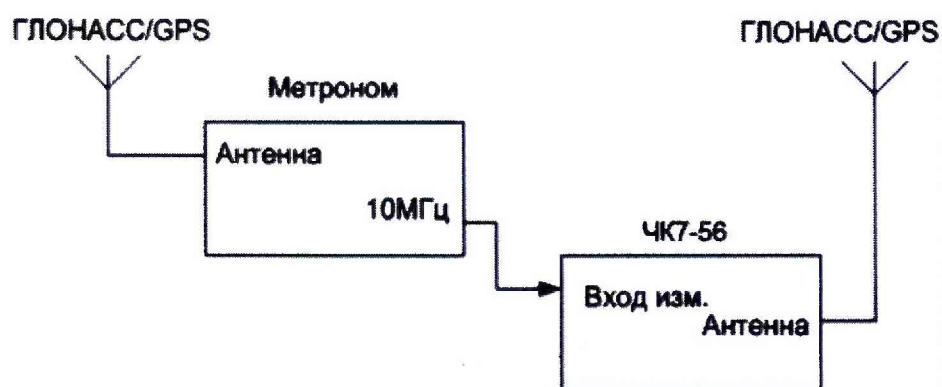 ГЛОНАСС/GPS
ГЛОНАСС/GPS
Метроном
Антенна
10МГц
ЧК7-56
Вход изм.
Антенна